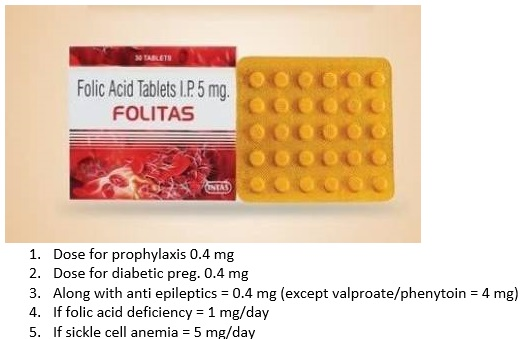 30 TABLETS
Folic Acid Tablets I.P. 5 mg.
FOLITAS
INTAS
1. Dose for prophylaxis 0.4 mg
2. Dose for diabetic preg. 0.4 mg
3. Along with anti epileptics = 0.4 mg (except valproate/phenytoin = 4 mg)
4. If folic acid deficiency = 1 mg/day
5. If sickle cell anemia = 5 mg/day